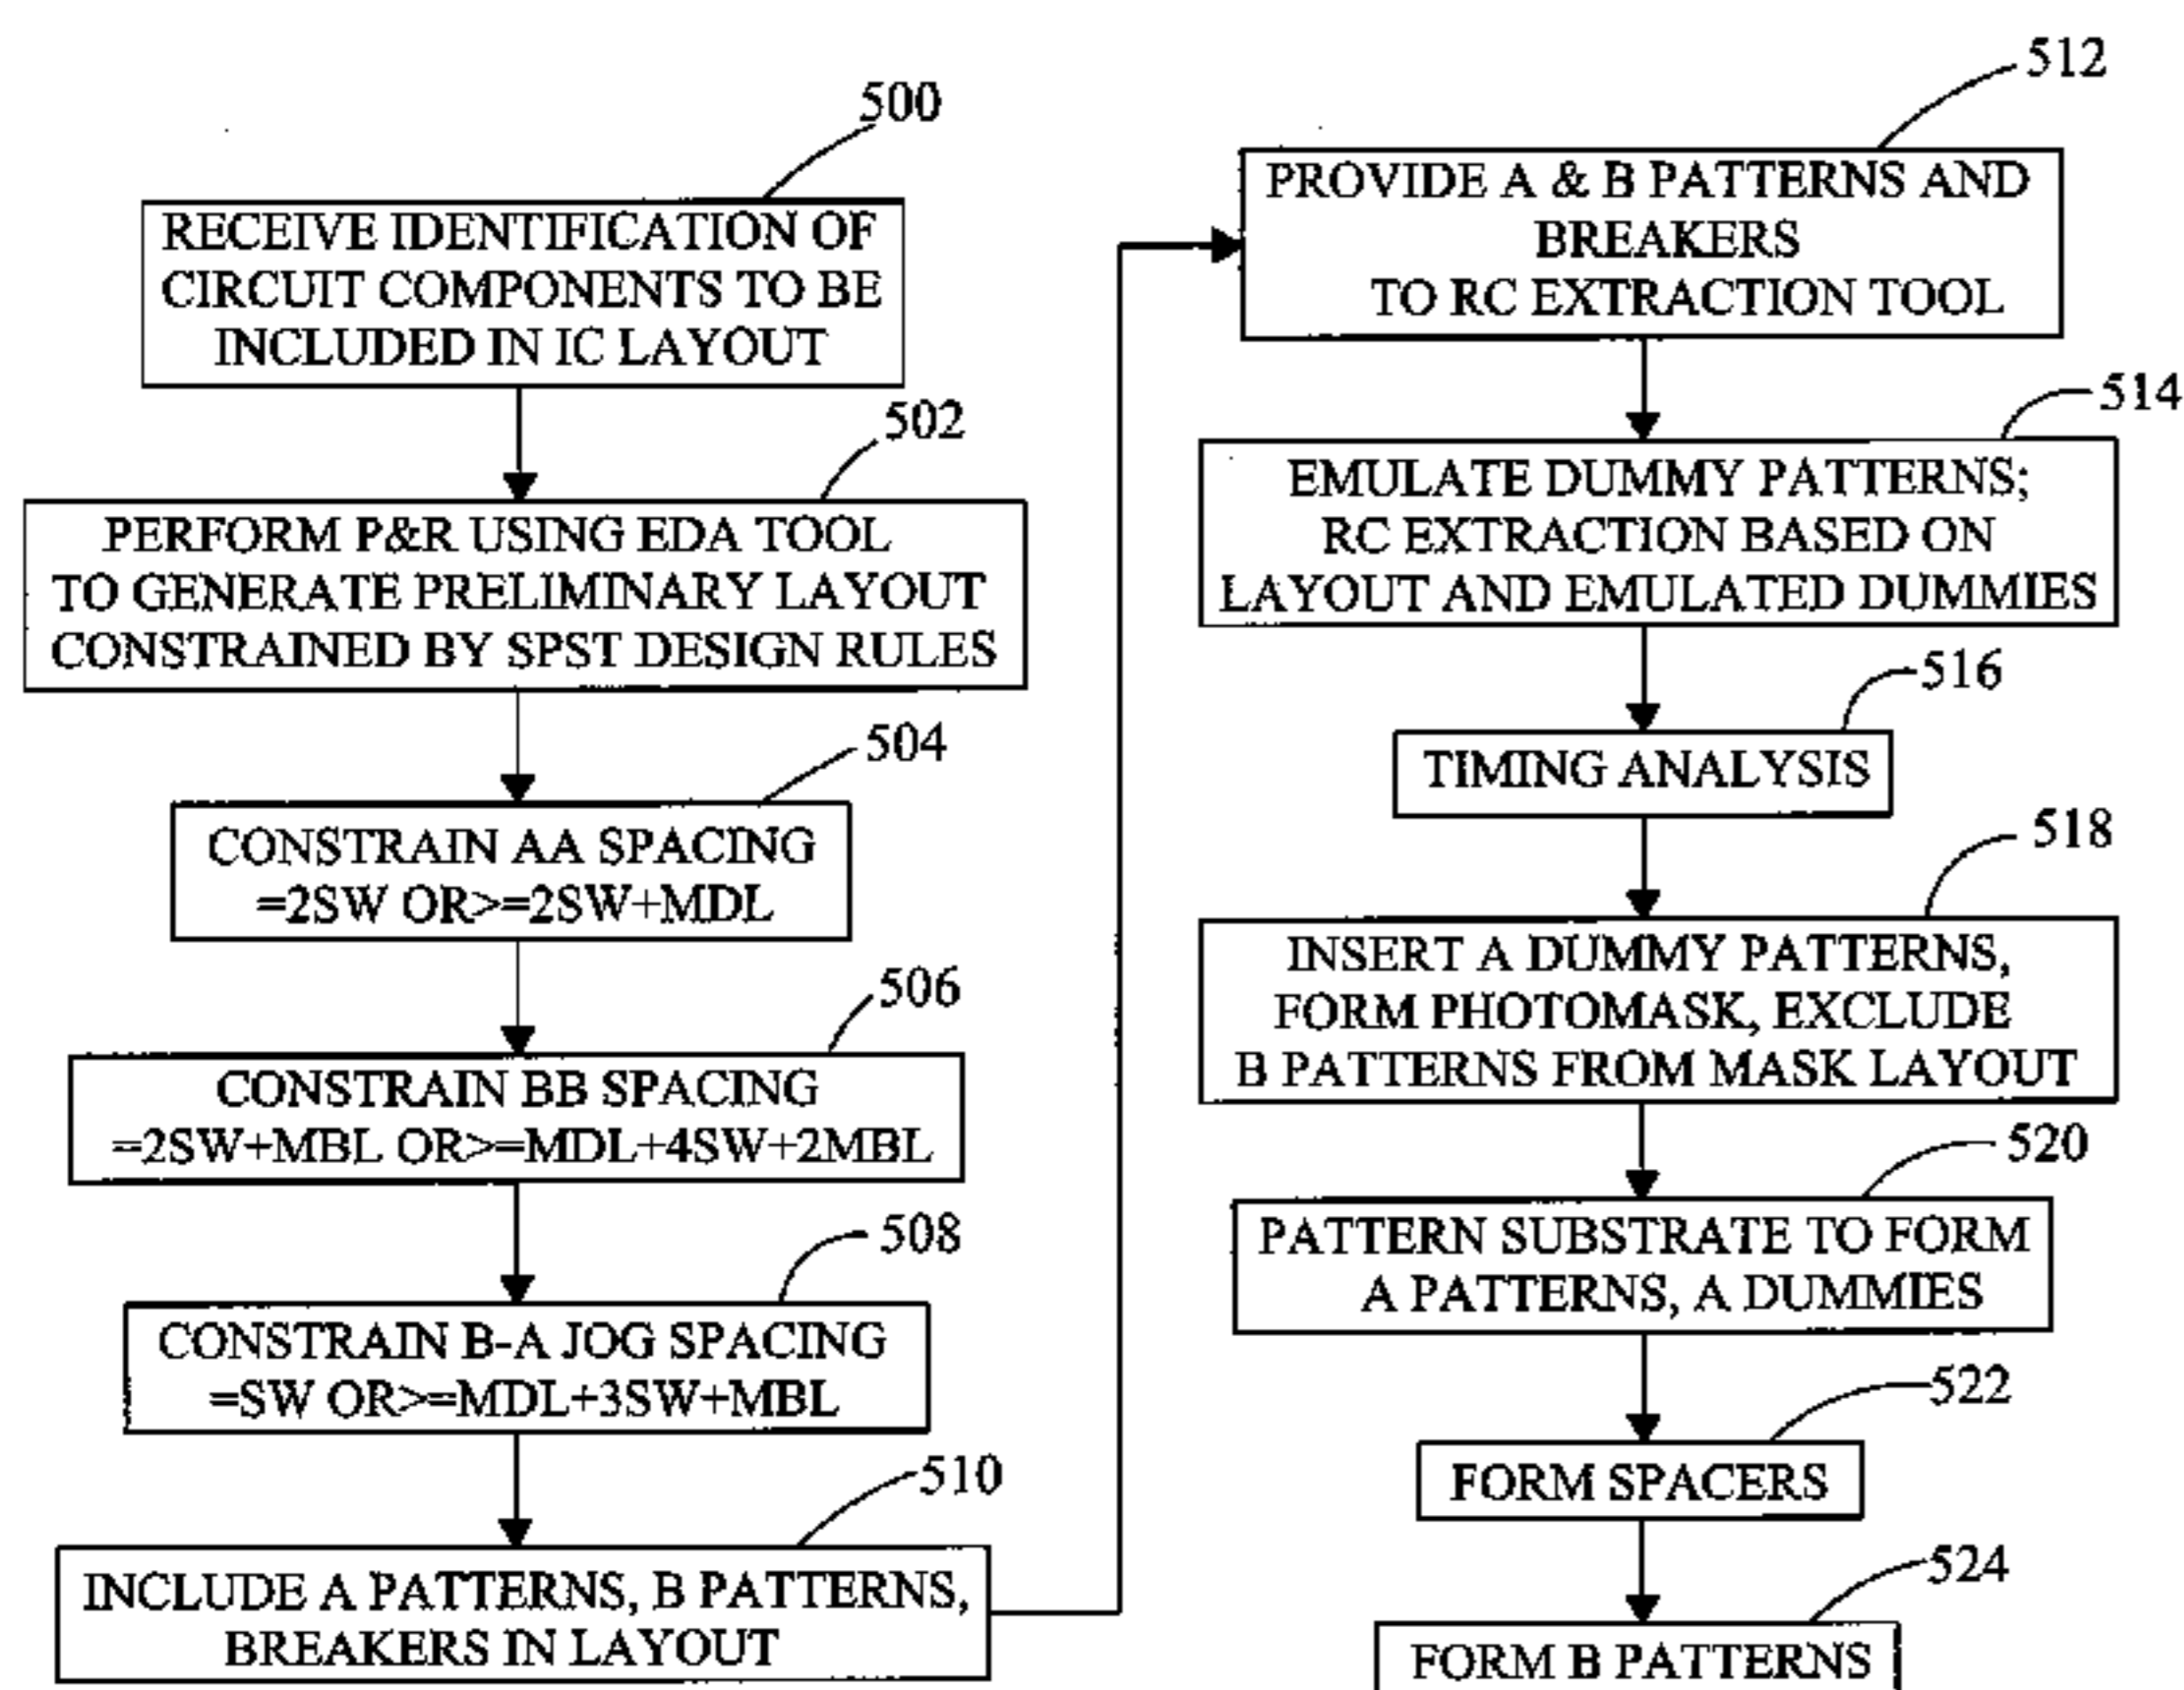 500
RECEIVE IDENTIFICATION OF
CIRCUIT COMPONENTS TO BE
INCLUDED IN IC LAYOUT
502
PERFORM P&R USING EDA TOOL
TO GENERATE PRELIMINARY LAYOUT
CONSTRAINED BY SPST DESIGN RULES
504
CONSTRAIN AA SPACING
=2SW OR>=2SW+MDL
506
CONSTRAIN BB SPACING
=2SW+MBL OR>=MDL+4SW+2MBL
508
CONSTRAIN B-A JOG SPACING
=SW OR>=MDL+3SW+MBL
510
INCLUDE A PATTERNS, B PATTERNS,
BREAKERS IN LAYOUT
512
PROVIDE A & B PATTERNS AND
BREAKERS
TO RC EXTRACTION TOOL
514
EMULATE DUMMY PATTERNS;
RC EXTRACTION BASED ON
LAYOUT AND EMULATED DUMMIES
516
TIMING ANALYSIS
518
INSERT A DUMMY PATTERNS,
FORM PHOTOMASK, EXCLUDE
B PATTERNS FROM MASK LAYOUT
520
PATTERN SUBSTRATE TO FORM
A PATTERNS, A DUMMIES
522
FORM SPACERS
524
FORM B PATTERNS